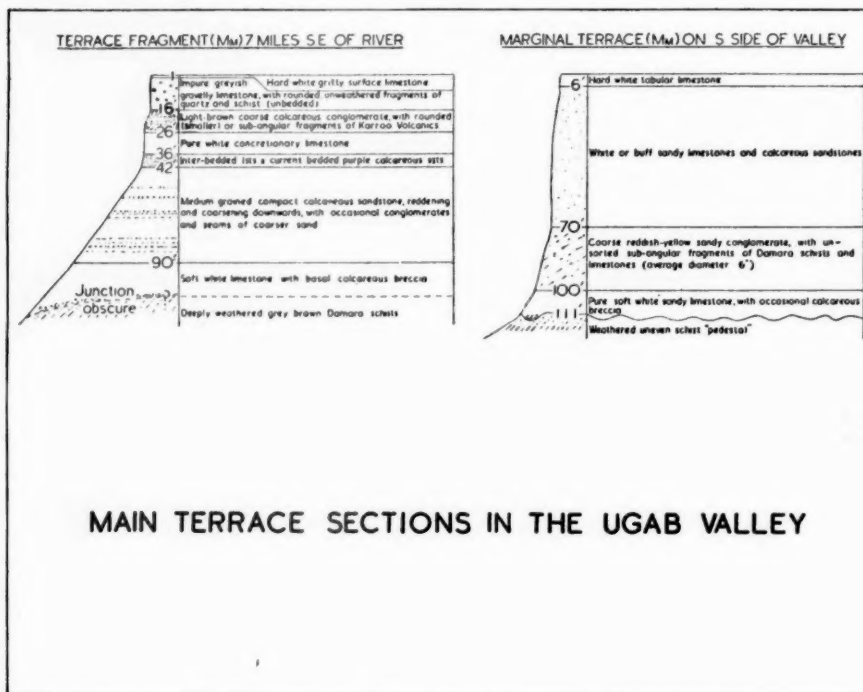 TERRACE FRAGMENT (MM) 7 MILES S E OF RIVER
1'
Impure greyish Hard white gritty surface limestone
gravelly limestone, with rounded unweathered fragments of
quartz and schist (unbedded)
16'
Light-brown coarse calcareous conglomerate, with rounded
(smaller) or sub-angular fragments of Karroo Volcanics
26'
Pure white concretionary limestone
36'
Inter-bedded lsts & current bedded purple calcareous ssts
42'
Medium grained compact calcareous sandstone, reddening
and coarsening downwards, with occasional conglomerates
and seams of coarser sand
90'
Soft white limestone with basal calcareous breccia
Junction
obscure
Deeply weathered grey brown Damara schists
MARGINAL TERRACE (MM) ON S SIDE OF VALLEY
6'
Hard white tabular limestone
White or buff sandy limestones and calcareous sandstones
70'
Coarse reddish-yellow sandy conglomerate, with un-
sorted sub-angular fragments of Damara schists and
limestones (average diameter 6")
100'
Pure soft white sandy limestone, with occasional calcareous
breccia
111'
Weathered uneven schist "pedestal"
MAIN TERRACE SECTIONS IN THE UGAB VALLEY